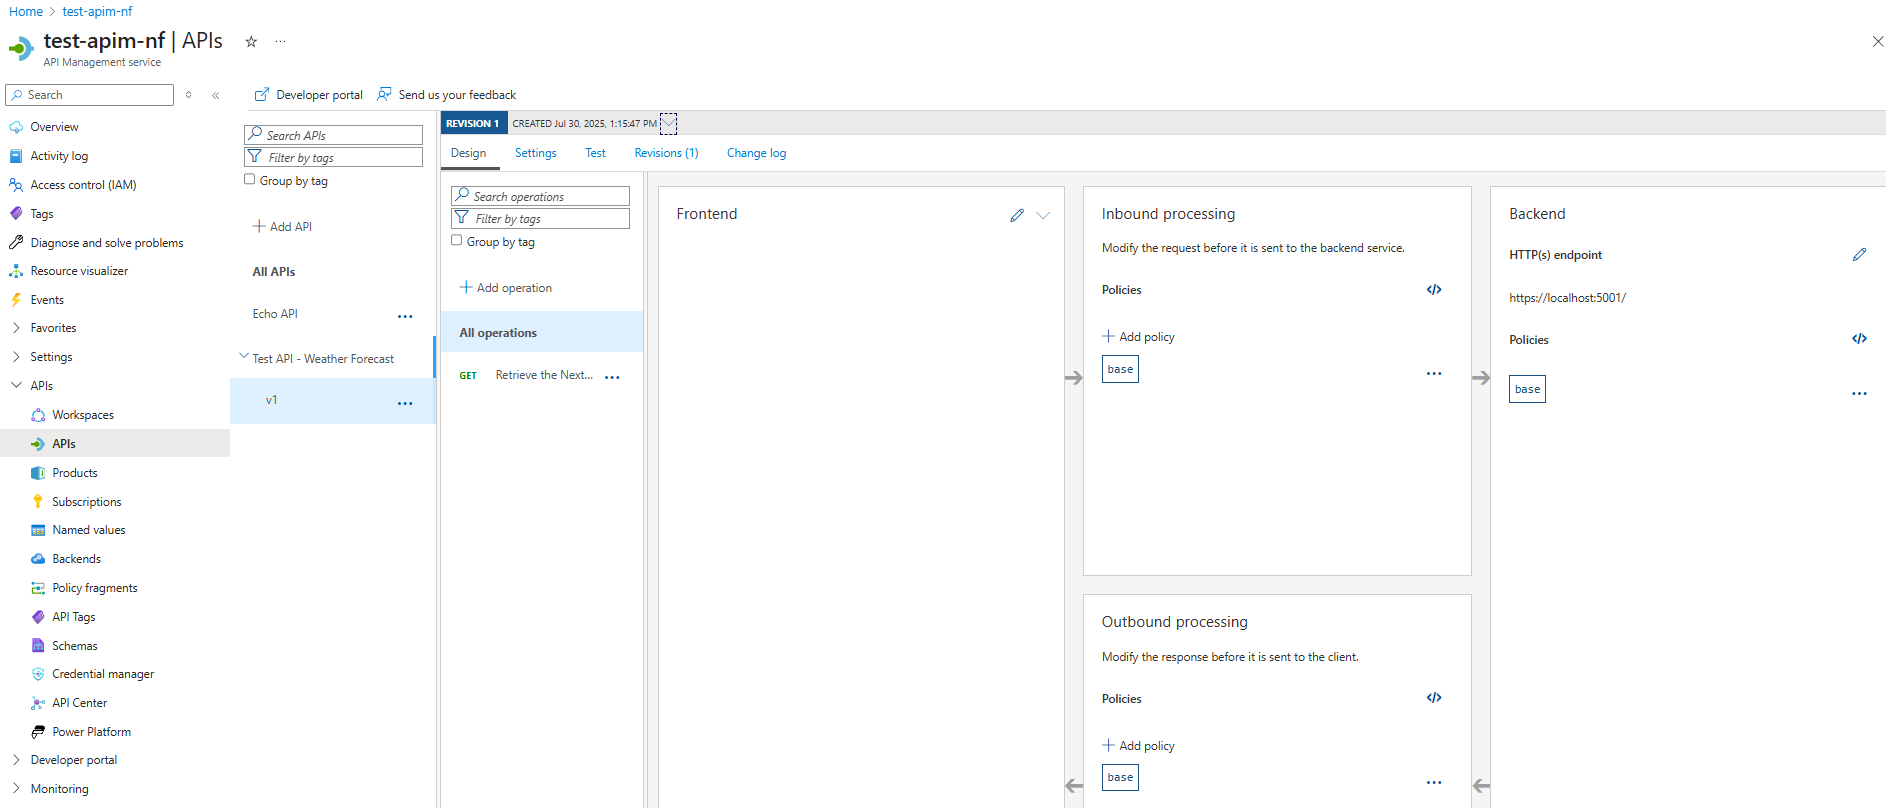 Home > test-apim-nf
test-apim-nf | APIs
API Management service
Search
Overview
Activity log
Access control (IAM)
Tags
Diagnose and solve problems
Resource visualizer
Events
Favorites
Settings
APIs
Workspaces
APIs
Products
Subscriptions
Named values
Backends
Policy fragments
API Tags
Schemas
Credential manager
API Center
Power Platform
Developer portal
Monitoring
Developer portal
Send us your feedback
Search APIs
Filter by tags
Group by tag
Add API
All APIs
Echo API
Test API - Weather Forecast
v1
REVISION 1 CREATED Jul 30, 2025, 1:15:47 PM
Design Settings Test Revisions (1) Change log
Search operations
Filter by tags
Group by tag
Add operation
All operations
GET Retrieve the Next...
Frontend
Inbound processing
Modify the request before it is sent to the backend service.
Policies
</>
Add policy
base
Outbound processing
Modify the response before it is sent to the client.
Policies
</>
Add policy
base
Backend
HTTP(s) endpoint
https://localhost:5001/
Policies
</>
base